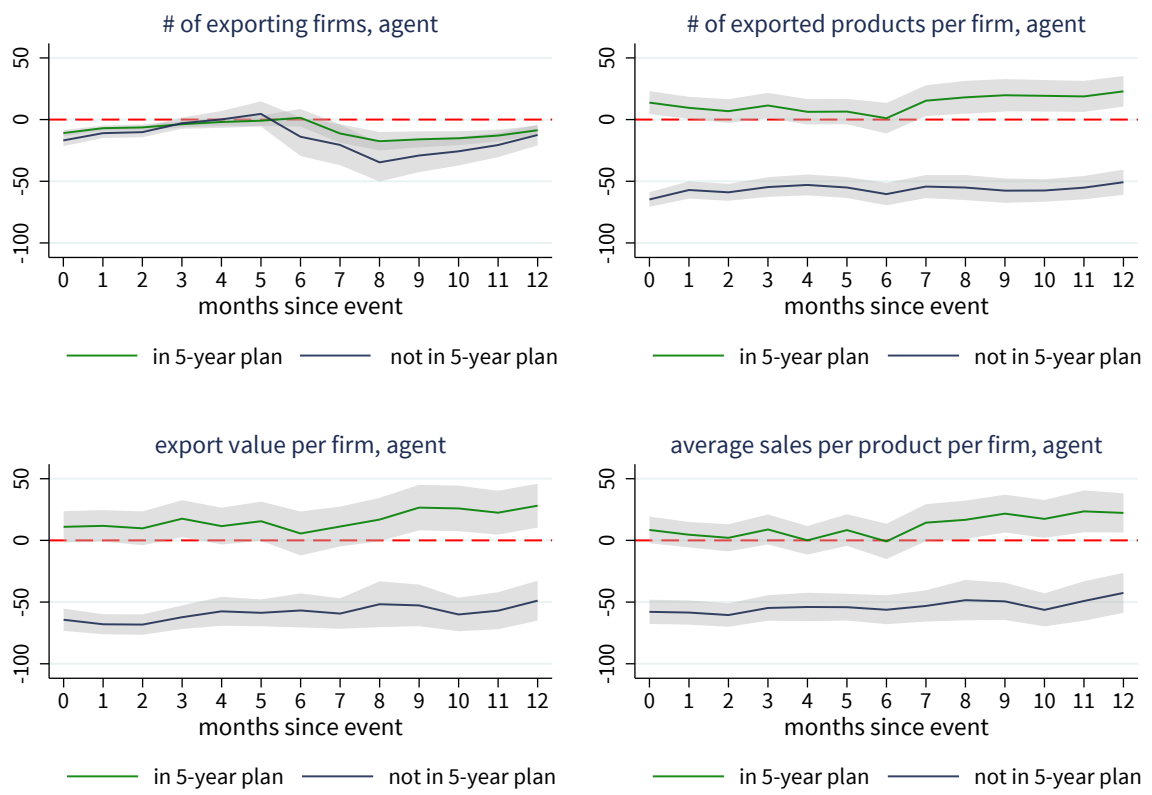 # of exporting firms, agent
50
0
-50
-100
0 1 2 3 4 5 6 7 8 9 10 11 12
months since event
in 5-year plan not in 5-year plan
# of exported products per firm, agent
50
0
-50
-100
0 1 2 3 4 5 6 7 8 9 10 11 12
months since event
in 5-year plan not in 5-year plan
export value per firm, agent
50
0
-50
-100
0 1 2 3 4 5 6 7 8 9 10 11 12
months since event
in 5-year plan not in 5-year plan
average sales per product per firm, agent
50
0
-50
-100
0 1 2 3 4 5 6 7 8 9 10 11 12
months since event
in 5-year plan not in 5-year plan